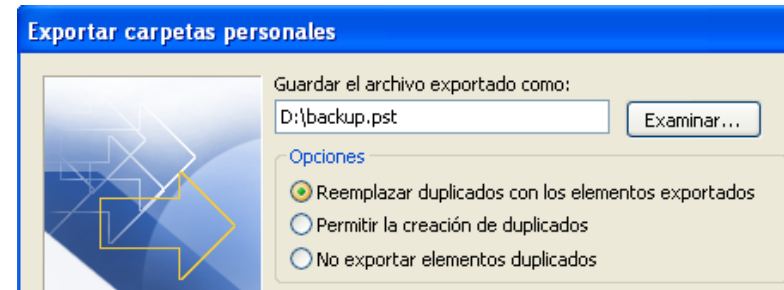 Exportar carpetas personales
Guardar el archivo exportado como:
D:\backup.pst
Examinar...
Opciones
Reemplazar duplicados con los elementos exportados
Permitir la creación de duplicados
No exportar elementos duplicados